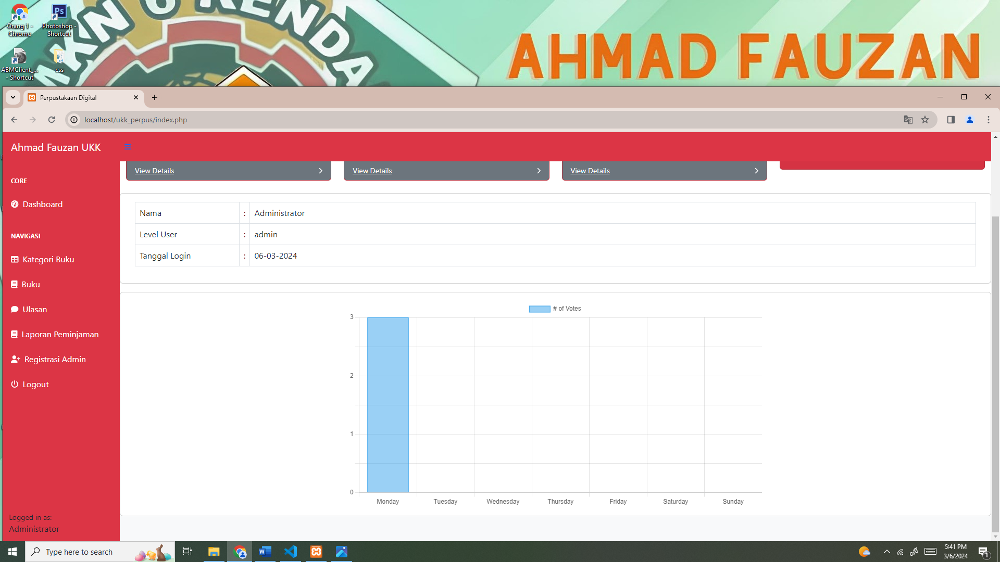 Orang 1 -
Chrome
Photoshop -
Shortcut
ABMClient_...
- Shortcut
css
AHMAD FAUZAN
Perpustakaan Digital
localhost/ukk_perpus/index.php
Ahmad Fauzan UKK
CORE
Dashboard
NAVIGASI
Kategori Buku
Buku
Ulasan
Laporan Peminjaman
Registrasi Admin
Logout
Logged in as:
Administrator
View Details
View Details
View Details
Nama : Administrator
Level User : admin
Tanggal Login : 06-03-2024
# of Votes
3
2
1
0
Monday Tuesday Wednesday Thursday Friday Saturday Sunday
Type here to search
5:41 PM
3/6/2024
1